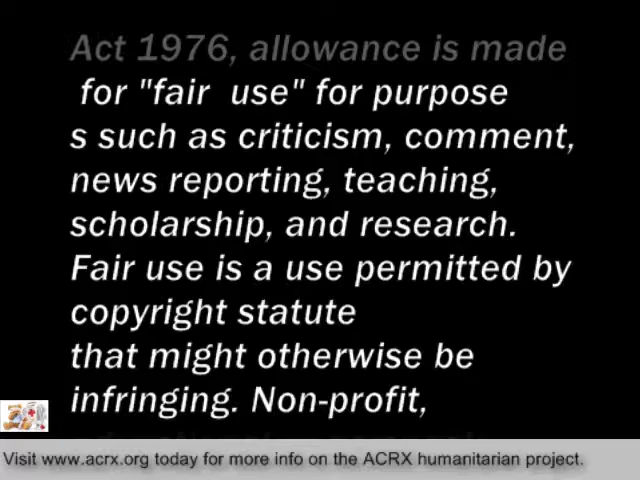 Act 1976, allowance is made
for "fair use" for purpose
s such as criticism, comment,
news reporting, teaching,
scholarship, and research.
Fair use is a use permitted by
copyright statute
that might otherwise be
infringing. Non-profit,
Visit www.acrx.org today for more info on the ACRX humanitarian project.